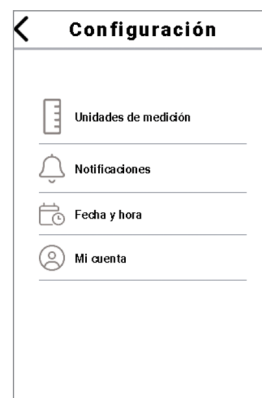 Configuración
Unidades de medición
Notificaciones
Fecha y hora
Mi cuenta